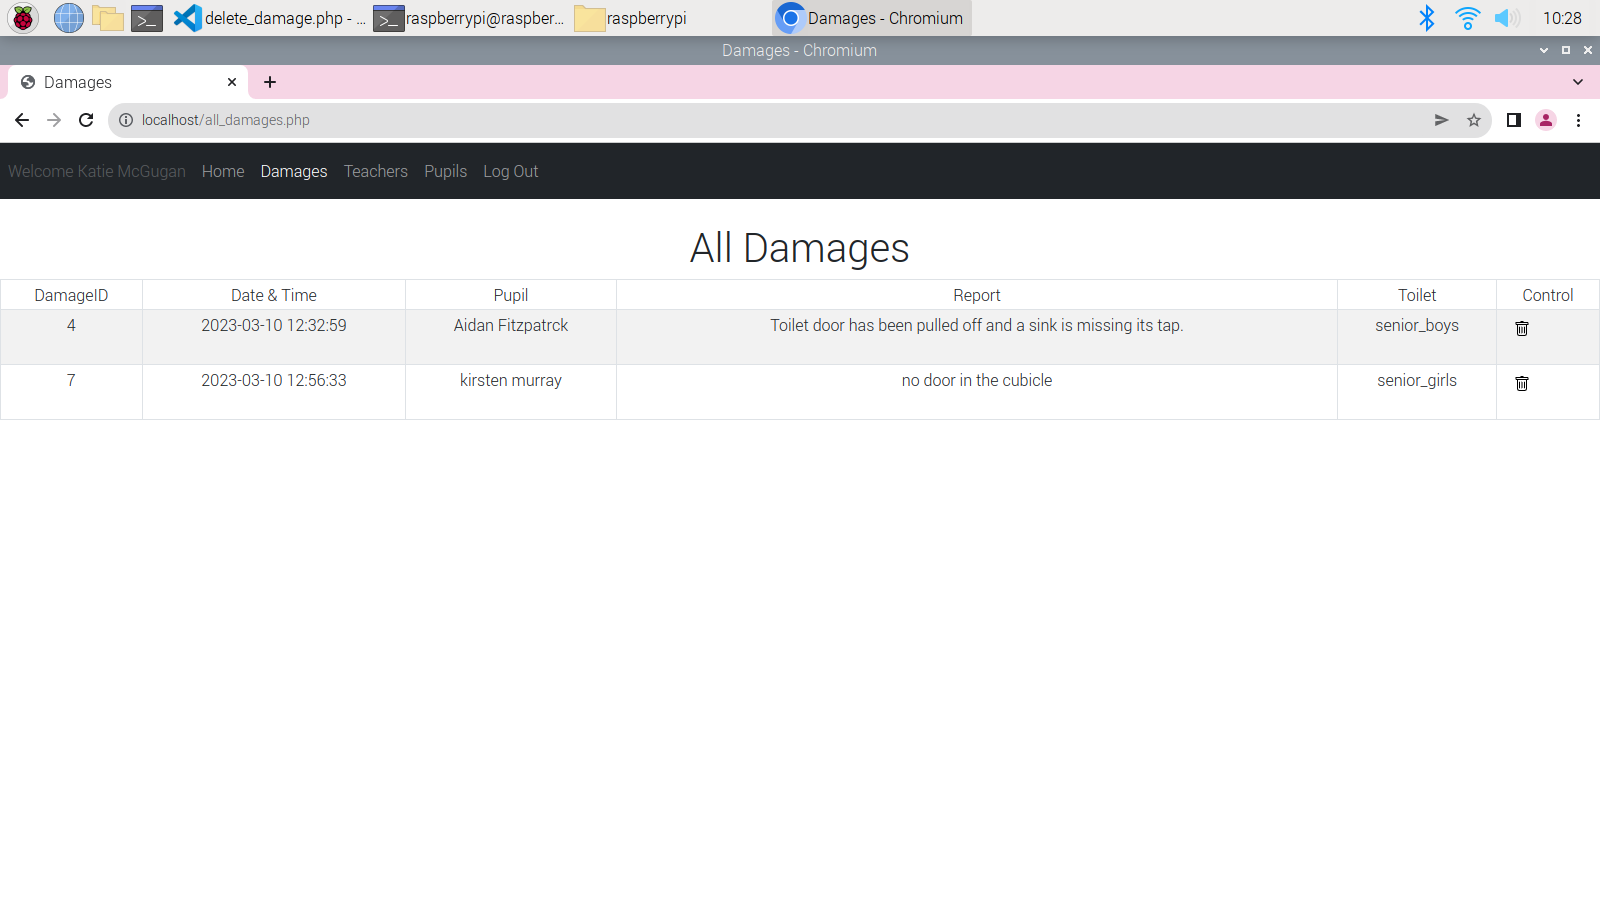 delete_damage.php - ... raspberrypi@raspber... raspberrypi Damages - Chromium 10:28
Damages - Chromium
Damages
localhost/all_damages.php
Welcome Katie McGugan Home Damages Teachers Pupils Log Out
All Damages
DamageID Date & Time Pupil Report Toilet Control
4 2023-03-10 12:32:59 Aidan Fitzpatrck Toilet door has been pulled off and a sink is missing its tap. senior_boys
7 2023-03-10 12:56:33 kirsten murray no door in the cubicle senior_girls